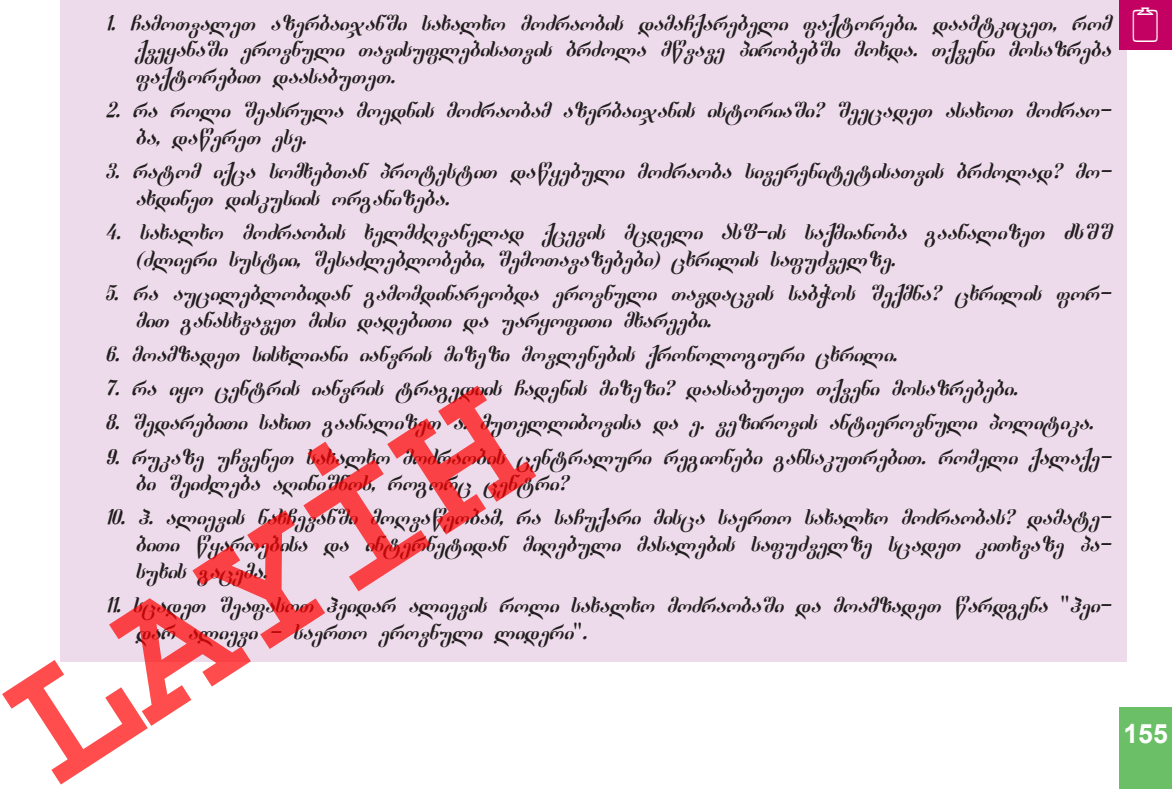 1. ჩამოთვალეთ აზერბაიჯანში სახალხო მოძრაობის დამაჩქარებელი ფაქტორები. დაამტკიცეთ, რომ
ქვეყანაში ეროვნული თავისუფლებისათვის ბრძოლა მწვავე პირობებში მოხდა. თქვენი მოსაზრება
ფაქტორებით დაასაბუთეთ.
2. რა როლი შეასრულა მოედნის მოძრაობამ აზერბაიჯანის ისტორიაში? შეეცადეთ ასახოთ მოძრაო-
ბა, დაწერეთ ესე.
3. რატომ იქცა სომხებთან პროტესტით დაწყებული მოძრაობა სივერენიტეტისათვის ბრძოლად? მო-
ახდინეთ დისკუსიის ორგანიზება.
4. სახალხო მოძრაობის ხელმძღვანელად ქცევის მცდელი ასფ-ის საქმიანობა გაანალიზეთ ძსშშ
(ძლიერი სუსტიი, შესაძლებლობები, შემოთავაზებები) ცხრილის საფუძველზე.
5. რა აუცილებლობიდან გამომდინარეობდა ეროვნული თავდაცვის საბჭოს შექმნა? ცხრილის ფორ-
მით განასხვავეთ მისი დადებითი და უარყოფითი მხარეები.
6. მოამზადეთ სისხლიანი იანვრის მიზეზი მოვლენების ქრონოლოგიური ცხრილი.
7. რა იყო ცენტრის იანვრის ტრაგედიის ჩადენის მიზეზი? დაასაბუთეთ თქვენი მოსაზრებები.
8. შედარებითი სახით გაანალიზეთ ა. მუთელლიბოვისა და ე. ვეზიროვის ანტიეროვნული პოლიტიკა.
9. რუკაზე უჩვენეთ სახალხო მოძრაობის ცენტრალური რეგიონები განსაკუთრებით. რომელი ქალაქე-
ბი შეიძლება აღინიშნოს, როგორც ცენტრი?
10. ჰ. ალიევის ნახჩევანში მოღვაწეობამ, რა საჩუქარი მისცა საერთო სახალხო მოძრაობას? დამატე-
ბითი წყაროებისა და ინტერნეტიდან მიღებული მასალების საფუძველზე სცადეთ კითხვაზე პა-
სუხის გაცემა.
11. სცადეთ შეაფასოთ ჰეიდარ ალიევის როლი სახალხო მოძრაობაში და მოამზადეთ წარდგენა "ჰეი-
დარ ალიევი - საერთო ეროვნული ლიდერი".
LAYİH
155